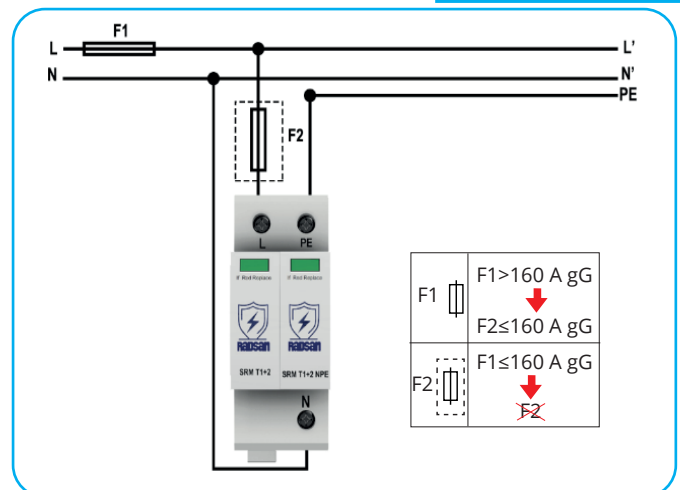 F1
L
L'
N
N'
PE
F2
L
PE
If Red Replace
If Red Replace
RADSAN
RADSAN
SRM T1+2
SRM T1+2 NPE
N
F1
F1>160 A gG
F2≤160 A gG
F2
F1≤160 A gG
F2